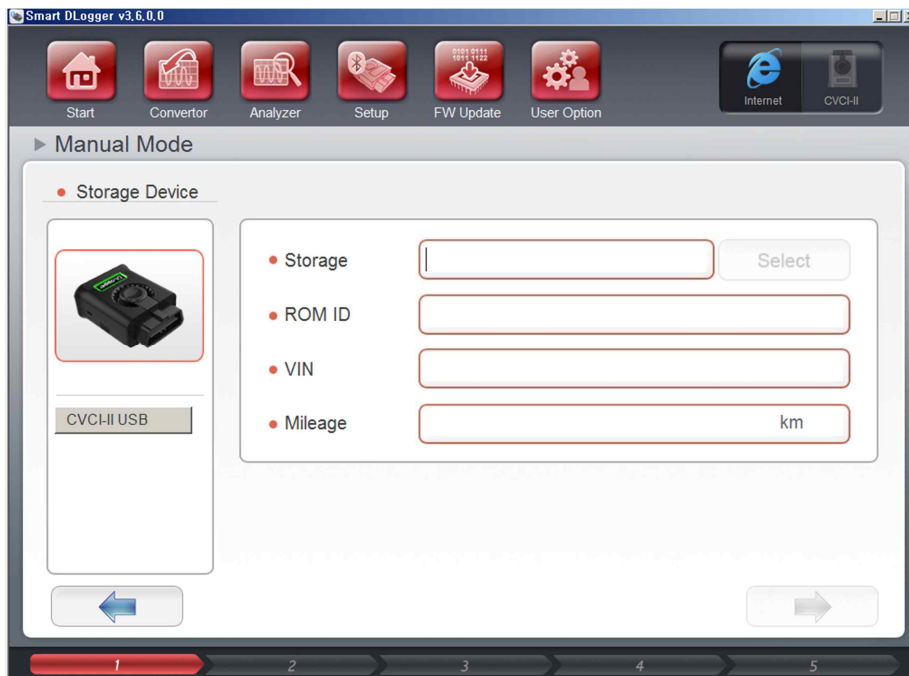 Smart DLogger v3,6,0,0
0101 0111
1011 1122
Start
Convertor
Analyzer
Setup
FW Update
User Option
Internet
CVCI-II
Manual Mode
Storage Device
Storage
Select
ROM ID
VIN
CVCI-II USB
Mileage
km
1
2
3
4
5